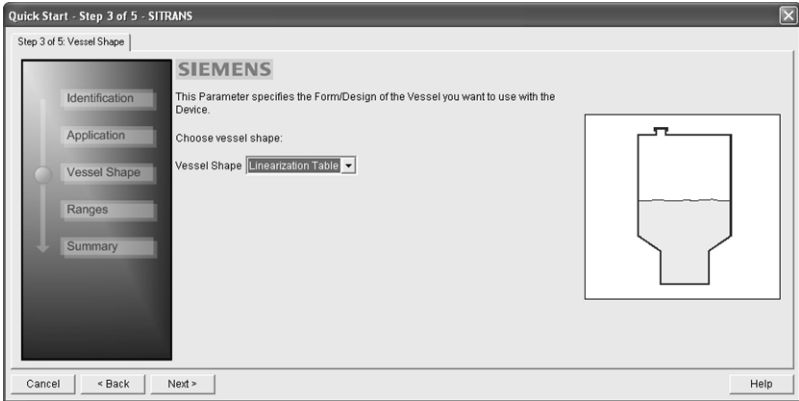 Quick Start - Step 3 of 5 - SITRANS
Step 3 of 5: Vessel Shape
SIEMENS
Identification
This Parameter specifies the Form/Design of the Vessel you want to use with the
Device.
Application
Choose vessel shape:
Vessel Shape
Vessel Shape Linearization Table
Ranges
Summary
Cancel < Back Next > Help